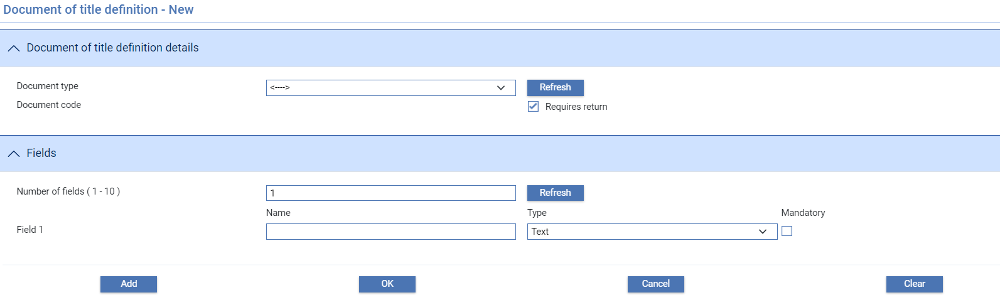 Document of title definition - New
Document of title definition details
Document type <----> Refresh
Document code Requires return
Fields
Number of fields ( 1 - 10 ) 1 Refresh
Name Type Mandatory
Field 1 Text
Add OK Cancel Clear